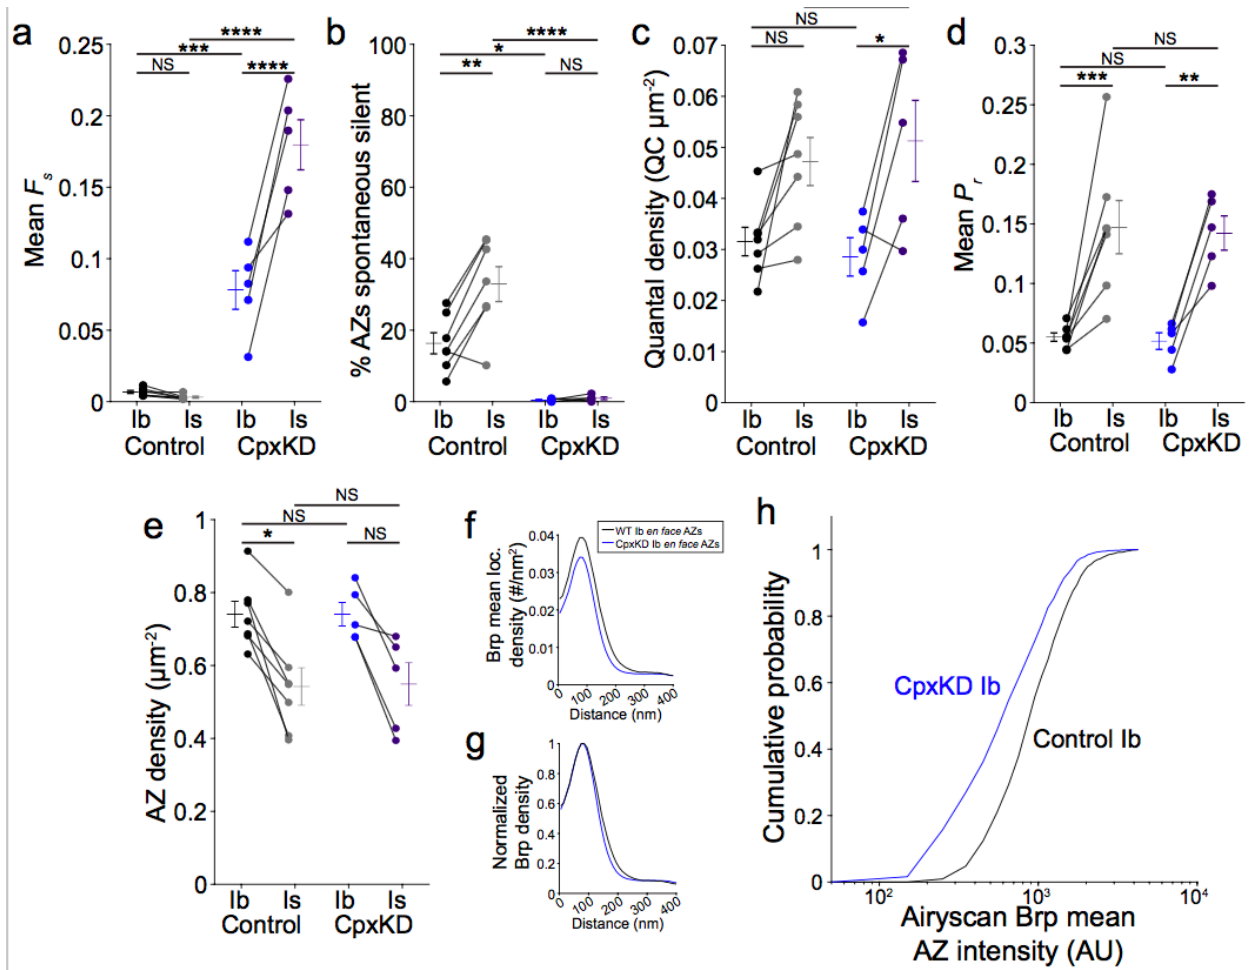 a
Mean Fs
0.25
0.2
0.15
0.1
0.05
0
****
***
NS
****
Ib Is Ib Is
Control CpxKD
b
% AZs spontaneous silent
100
80
60
40
20
0
****
*
**
NS
Ib Is Ib Is
Control CpxKD
c
Quantal density (QC µm-2)
0.07
0.06
0.05
0.04
0.03
0.02
0.01
0
NS
NS
*
Ib Is Ib Is
Control CpxKD
d
Mean Pr
0.3
0.25
0.2
0.15
0.1
0.05
0
NS
NS
***
**
Ib Is Ib Is
Control CpxKD
e
AZ density (µm-2)
1
0.8
0.6
0.4
0.2
0
NS
NS
*
NS
Ib Is Ib Is
Control CpxKD
f
WT Ib en face AZs
CpxKD Ib en face AZs
Brp mean loc.
density (#/nm2)
0.04
0.03
0.02
0.01
0
0 100 200 300 400
Distance (nm)
g
Normalized
Brp density
1
0.8
0.6
0.4
0.2
0
0 100 200 300 400
Distance (nm)
h
Cumulative probability
1
0.8
0.6
0.4
0.2
0
CpxKD Ib
Control Ib
102 103 104
Airyscan Brp mean
AZ intensity (AU)